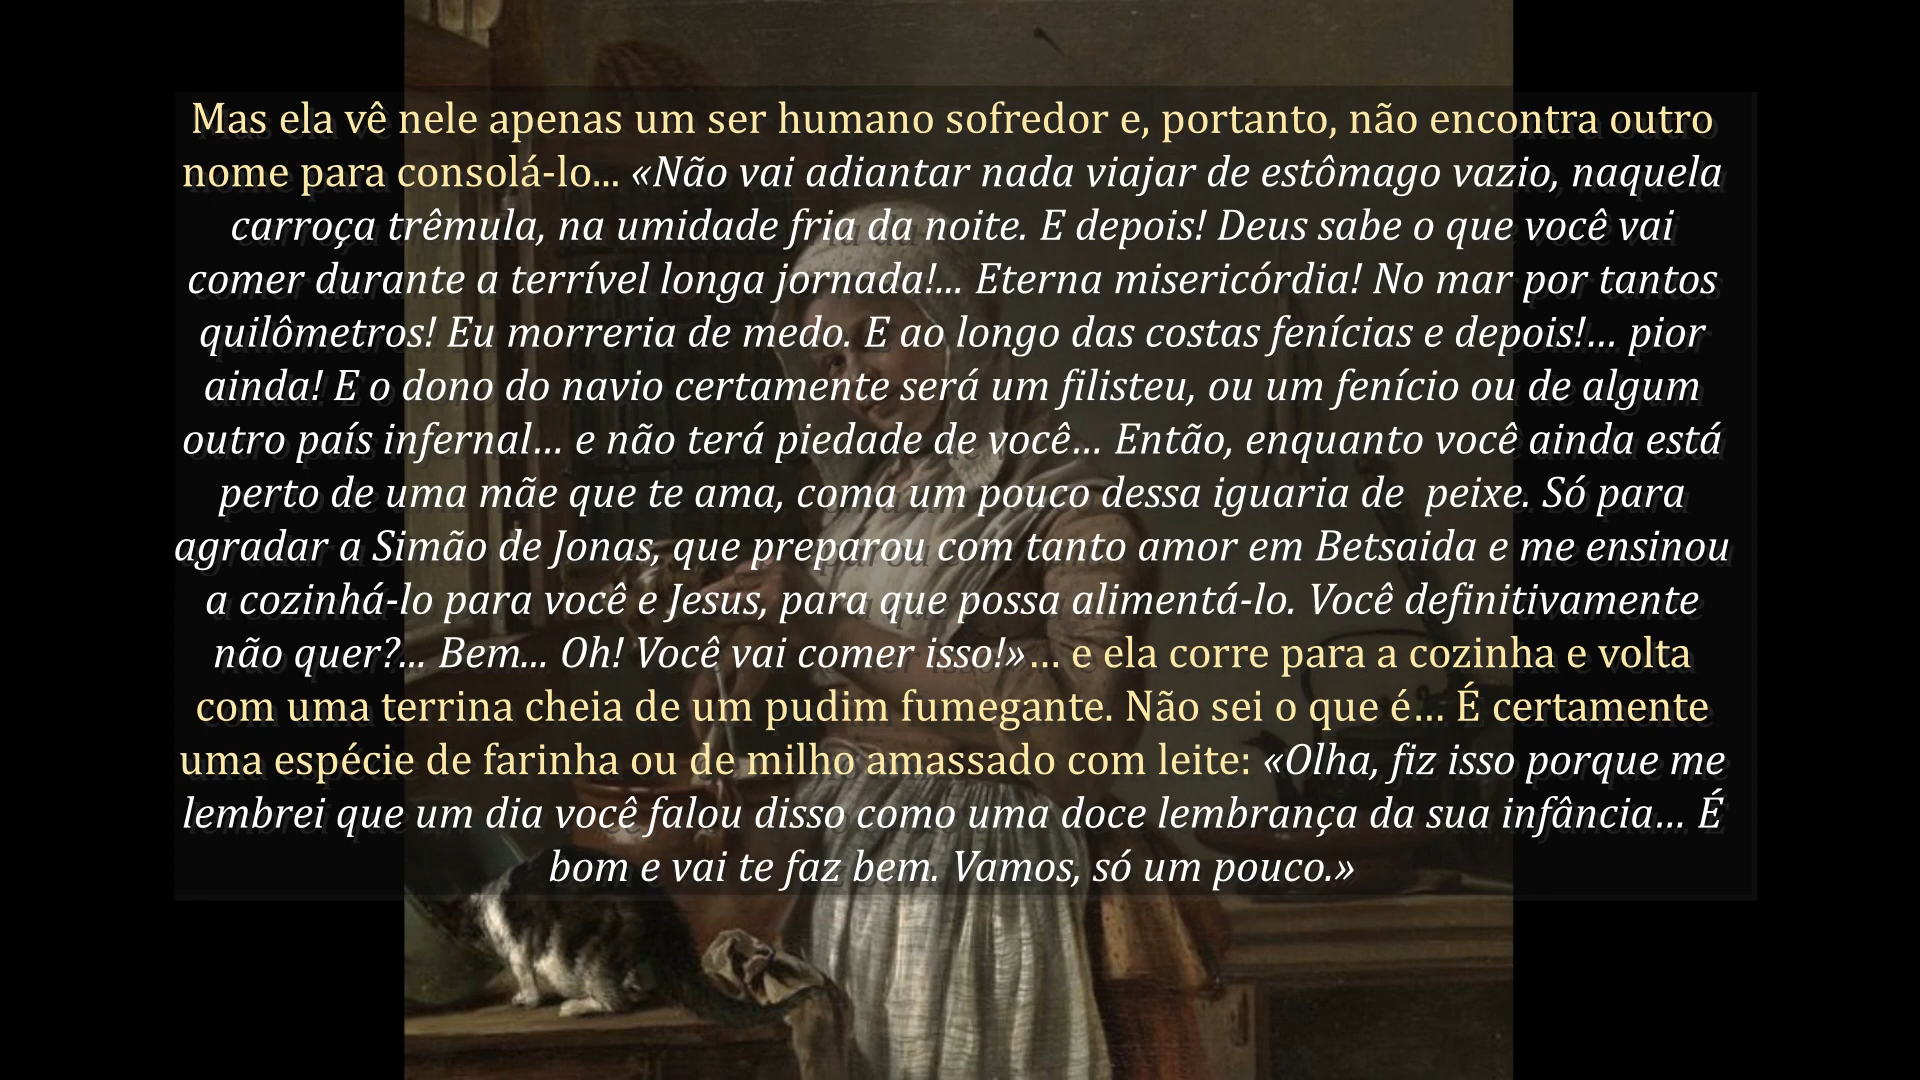 Mas ela vê nele apenas um ser humano sofredor e, portanto, não encontra outro
nome para consolá-lo... «Não vai adiantar nada viajar de estômago vazio, naquela
carroça trêmula, na umidade fria da noite. E depois! Deus sabe o que você vai
comer durante a terrível longa jornada!... Eterna misericórdia! No mar por tantos
quilômetros! Eu morreria de medo. E ao longo das costas fenícias e depois!... pior
ainda! E o dono do navio certamente será um filisteu, ou um fenício ou de algum
outro país infernal... e não terá piedade de você... Então, enquanto você ainda está
perto de uma mãe que te ama, coma um pouco dessa iguaria de  peixe. Só para
agradar a Simão de Jonas, que preparou com tanto amor em Betsaida e me ensinou
a cozinhá-lo para você e Jesus, para que possa alimentá-lo. Você definitivamente
não quer?... Bem... Oh! Você vai comer isso!»... e ela corre para a cozinha e volta
com uma terrina cheia de um pudim fumegante. Não sei o que é... É certamente
uma espécie de farinha ou de milho amassado com leite: «Olha, fiz isso porque me
lembrei que um dia você falou disso como uma doce lembrança da sua infância... É
bom e vai te faz bem. Vamos, só um pouco.»